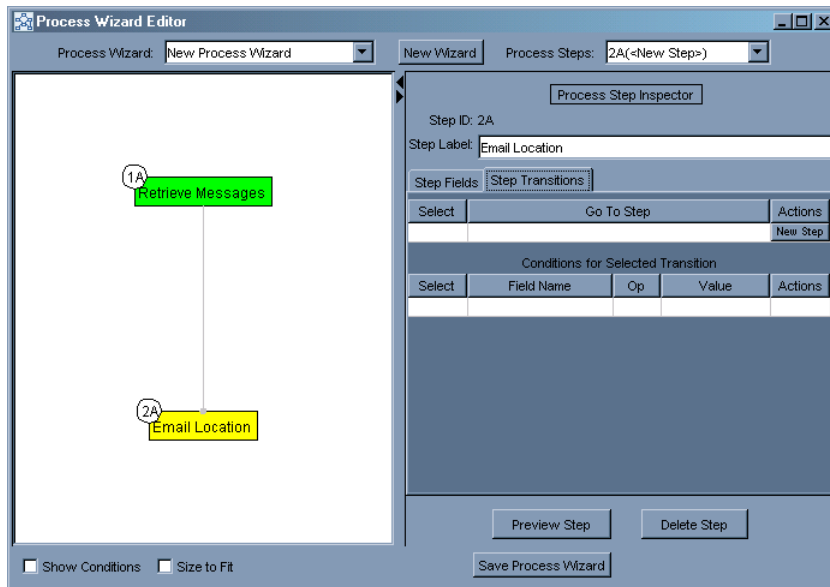 Process Wizard Editor
Process Wizard: New Process Wizard New Wizard Process Steps: 2A(<New Step>)
Process Step Inspector
Step ID: 2A
Step Label: Email Location
Step Fields Step Transitions
Select Go To Step Actions
New Step
Conditions for Selected Transition
Select Field Name Op Value Actions
1A
Retrieve Messages
2A
Email Location
Preview Step Delete Step
Show Conditions Size to Fit Save Process Wizard